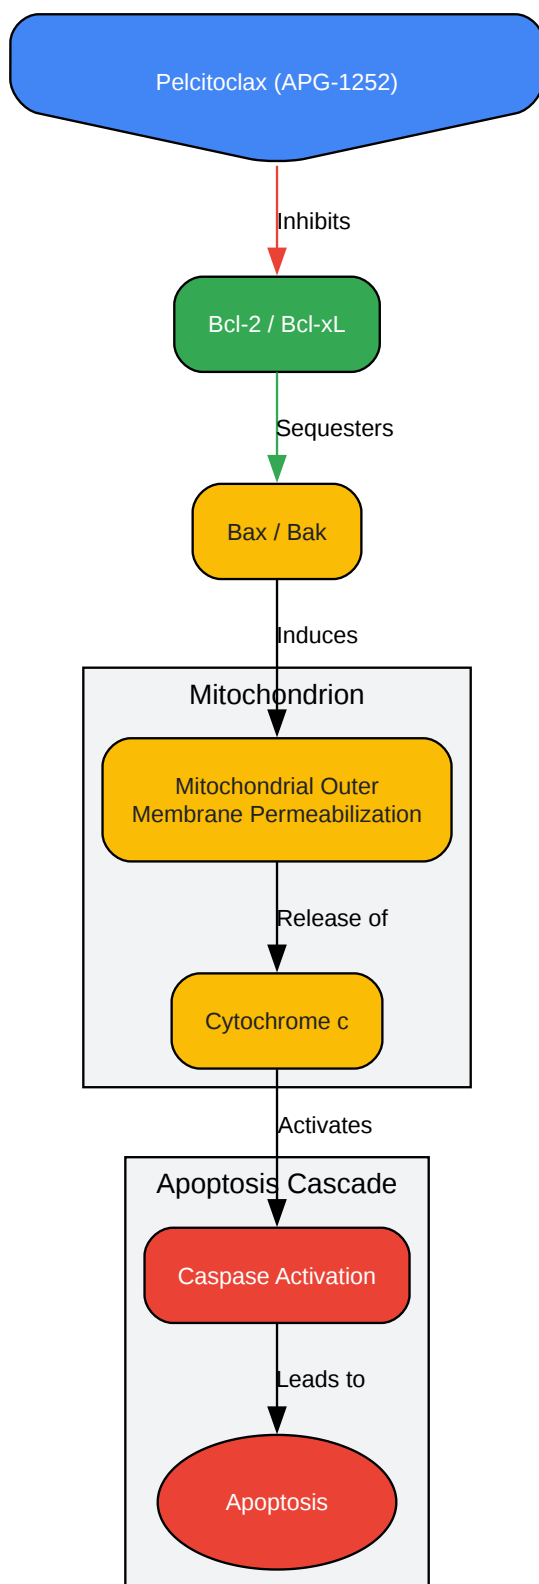 Pelcitoclax (APG-1252)
Inhibits
Bcl-2 / Bcl-xL
Sequesters
Bax / Bak
Induces
Mitochondrion
Mitochondrial Outer
Membrane Permeabilization
Release of
Cytochrome c
Activates
Apoptosis Cascade
Caspase Activation
Leads to
Apoptosis